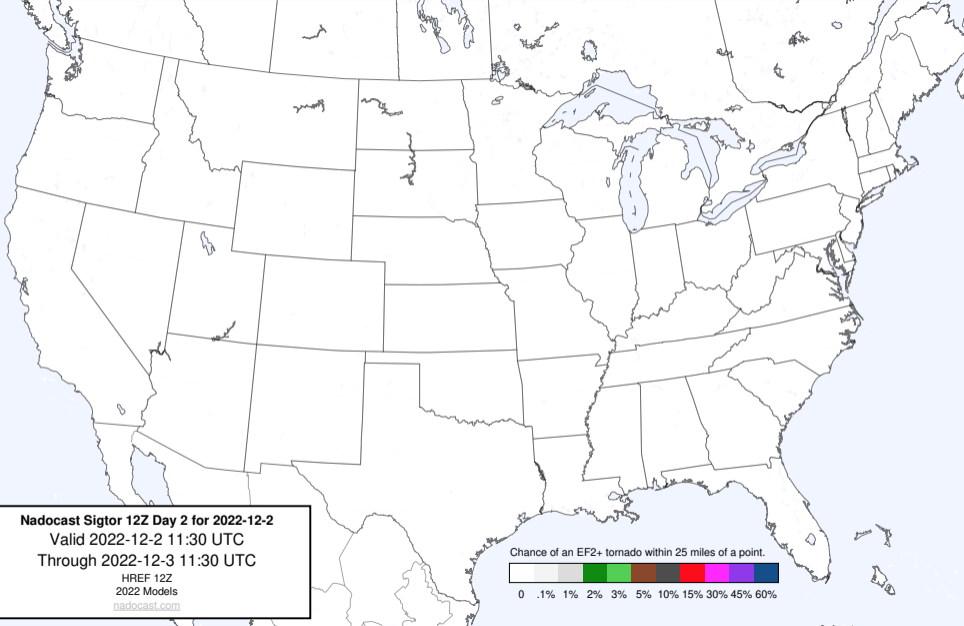 Nadocast Sigtor 12Z Day 2 for 2022-12-2
Valid 2022-12-2 11:30 UTC
Through 2022-12-3 11:30 UTC
HREF 12Z
2022 Models
nadocast.com
Chance of an EF2+ tornado within 25 miles of a point.
0 .1% 1% 2% 3% 5% 10% 15% 30% 45% 60%